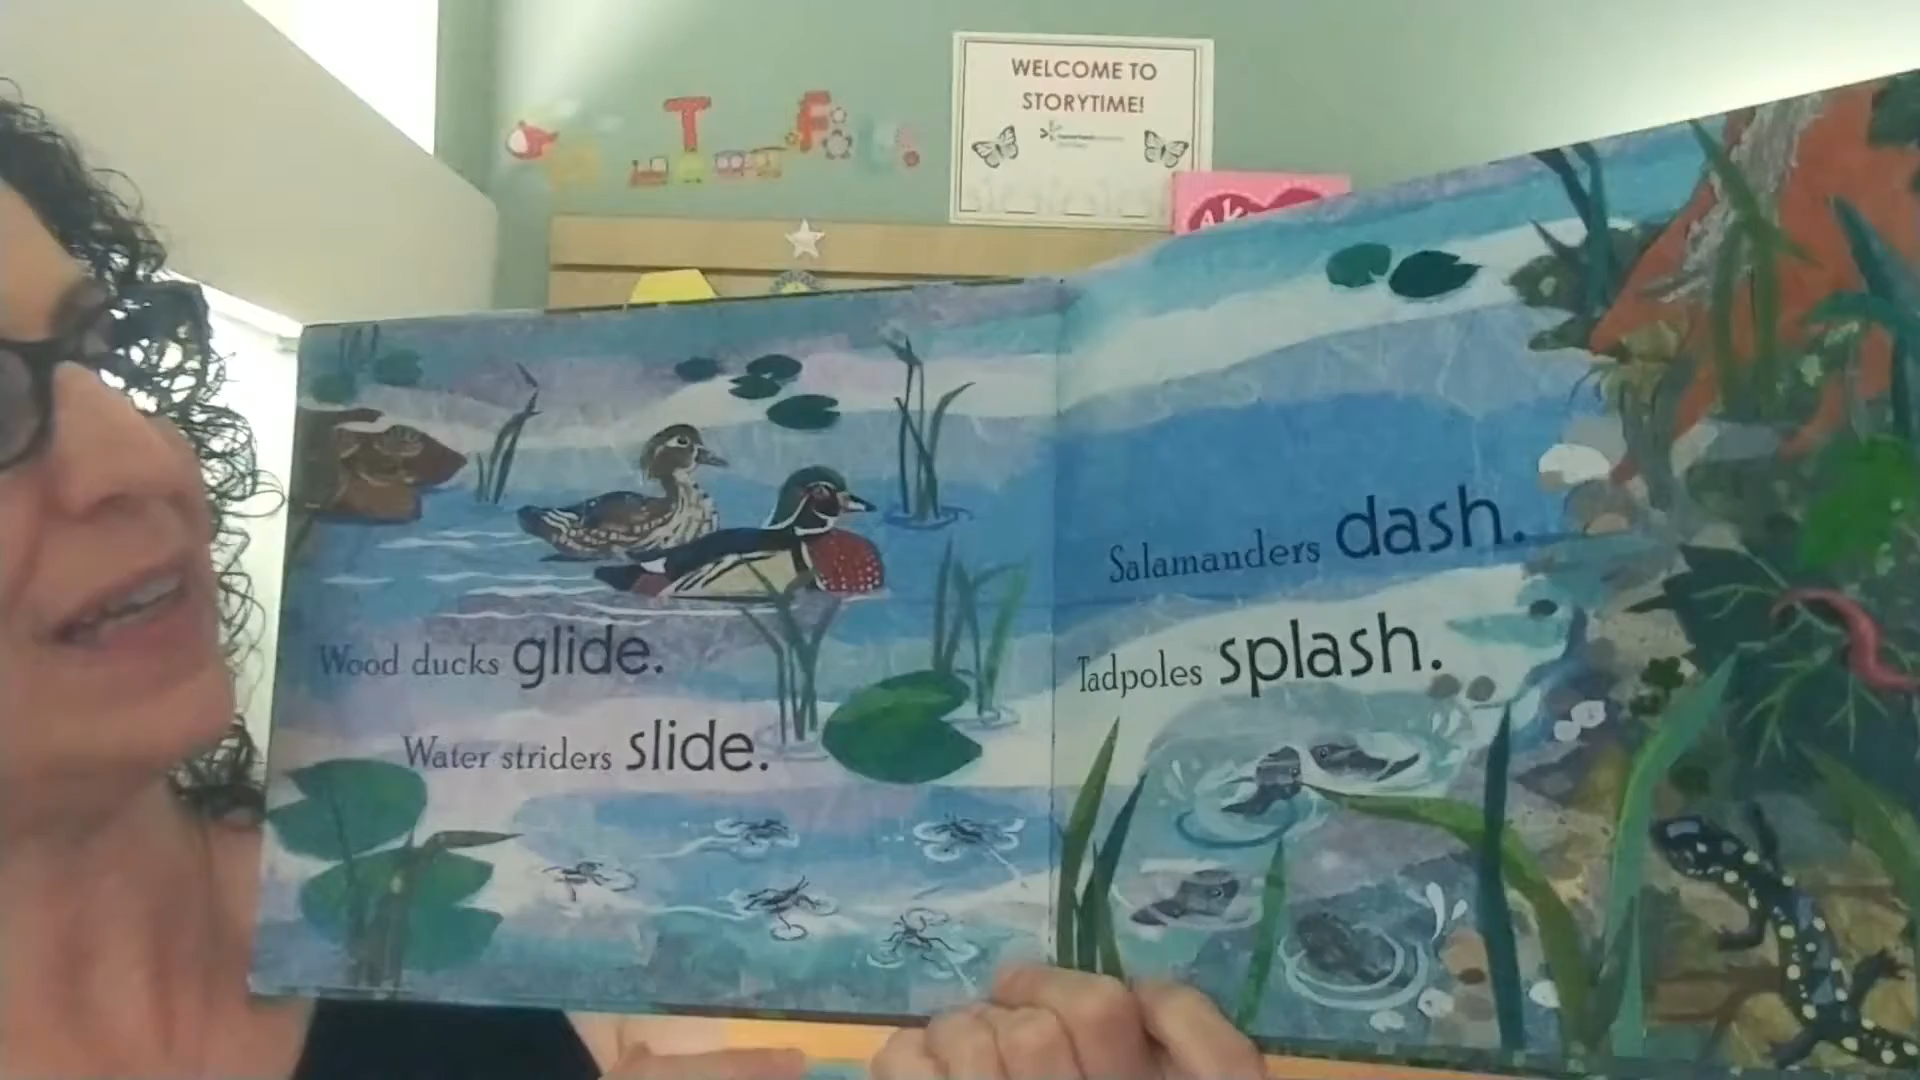 WELCOME TO
STORYTIME!
T F
Wood ducks glide.
Water striders slide.
Salamanders dash.
Tadpoles splash.